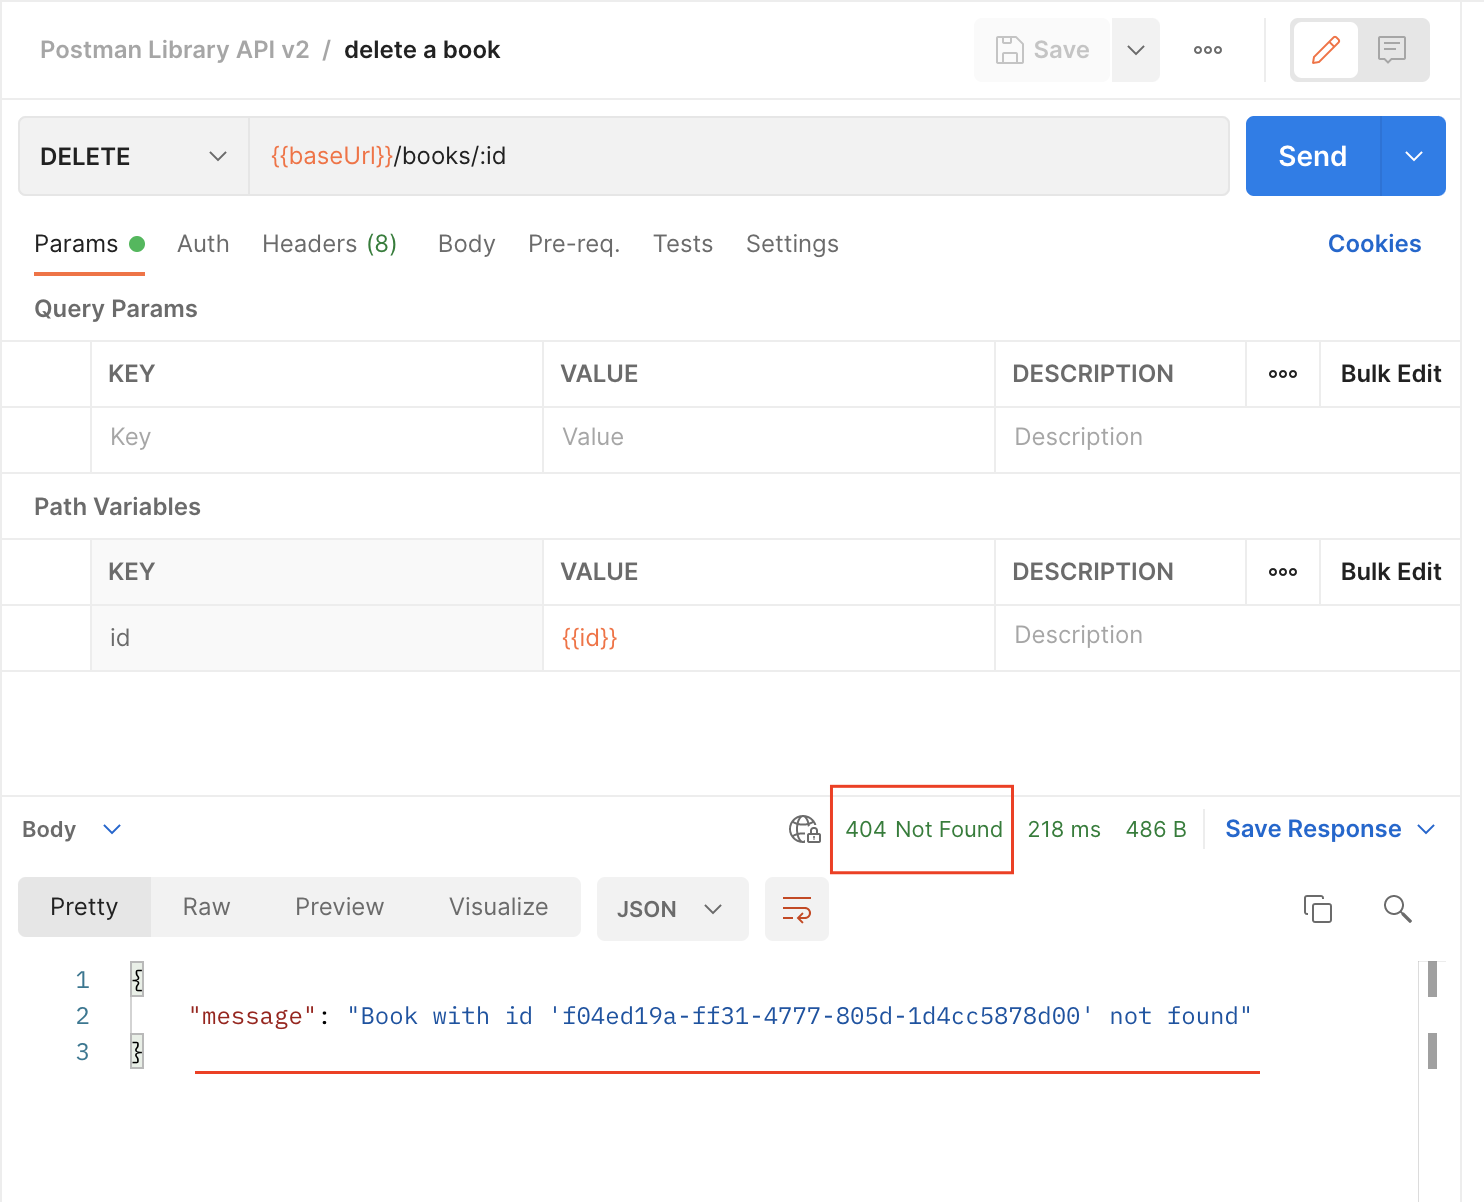 Postman Library API v2 / delete a book
Save
DELETE {{baseUrl}}/books/:id Send
Params Auth Headers (8) Body Pre-req. Tests Settings Cookies
Query Params
KEY VALUE DESCRIPTION Bulk Edit
Key Value Description
Path Variables
KEY VALUE DESCRIPTION Bulk Edit
id {{id}} Description
Body 404 Not Found 218 ms 486 B Save Response
Pretty Raw Preview Visualize JSON
1 {
2 "message": "Book with id 'f04ed19a-ff31-4777-805d-1d4cc5878d00' not found"
3 }